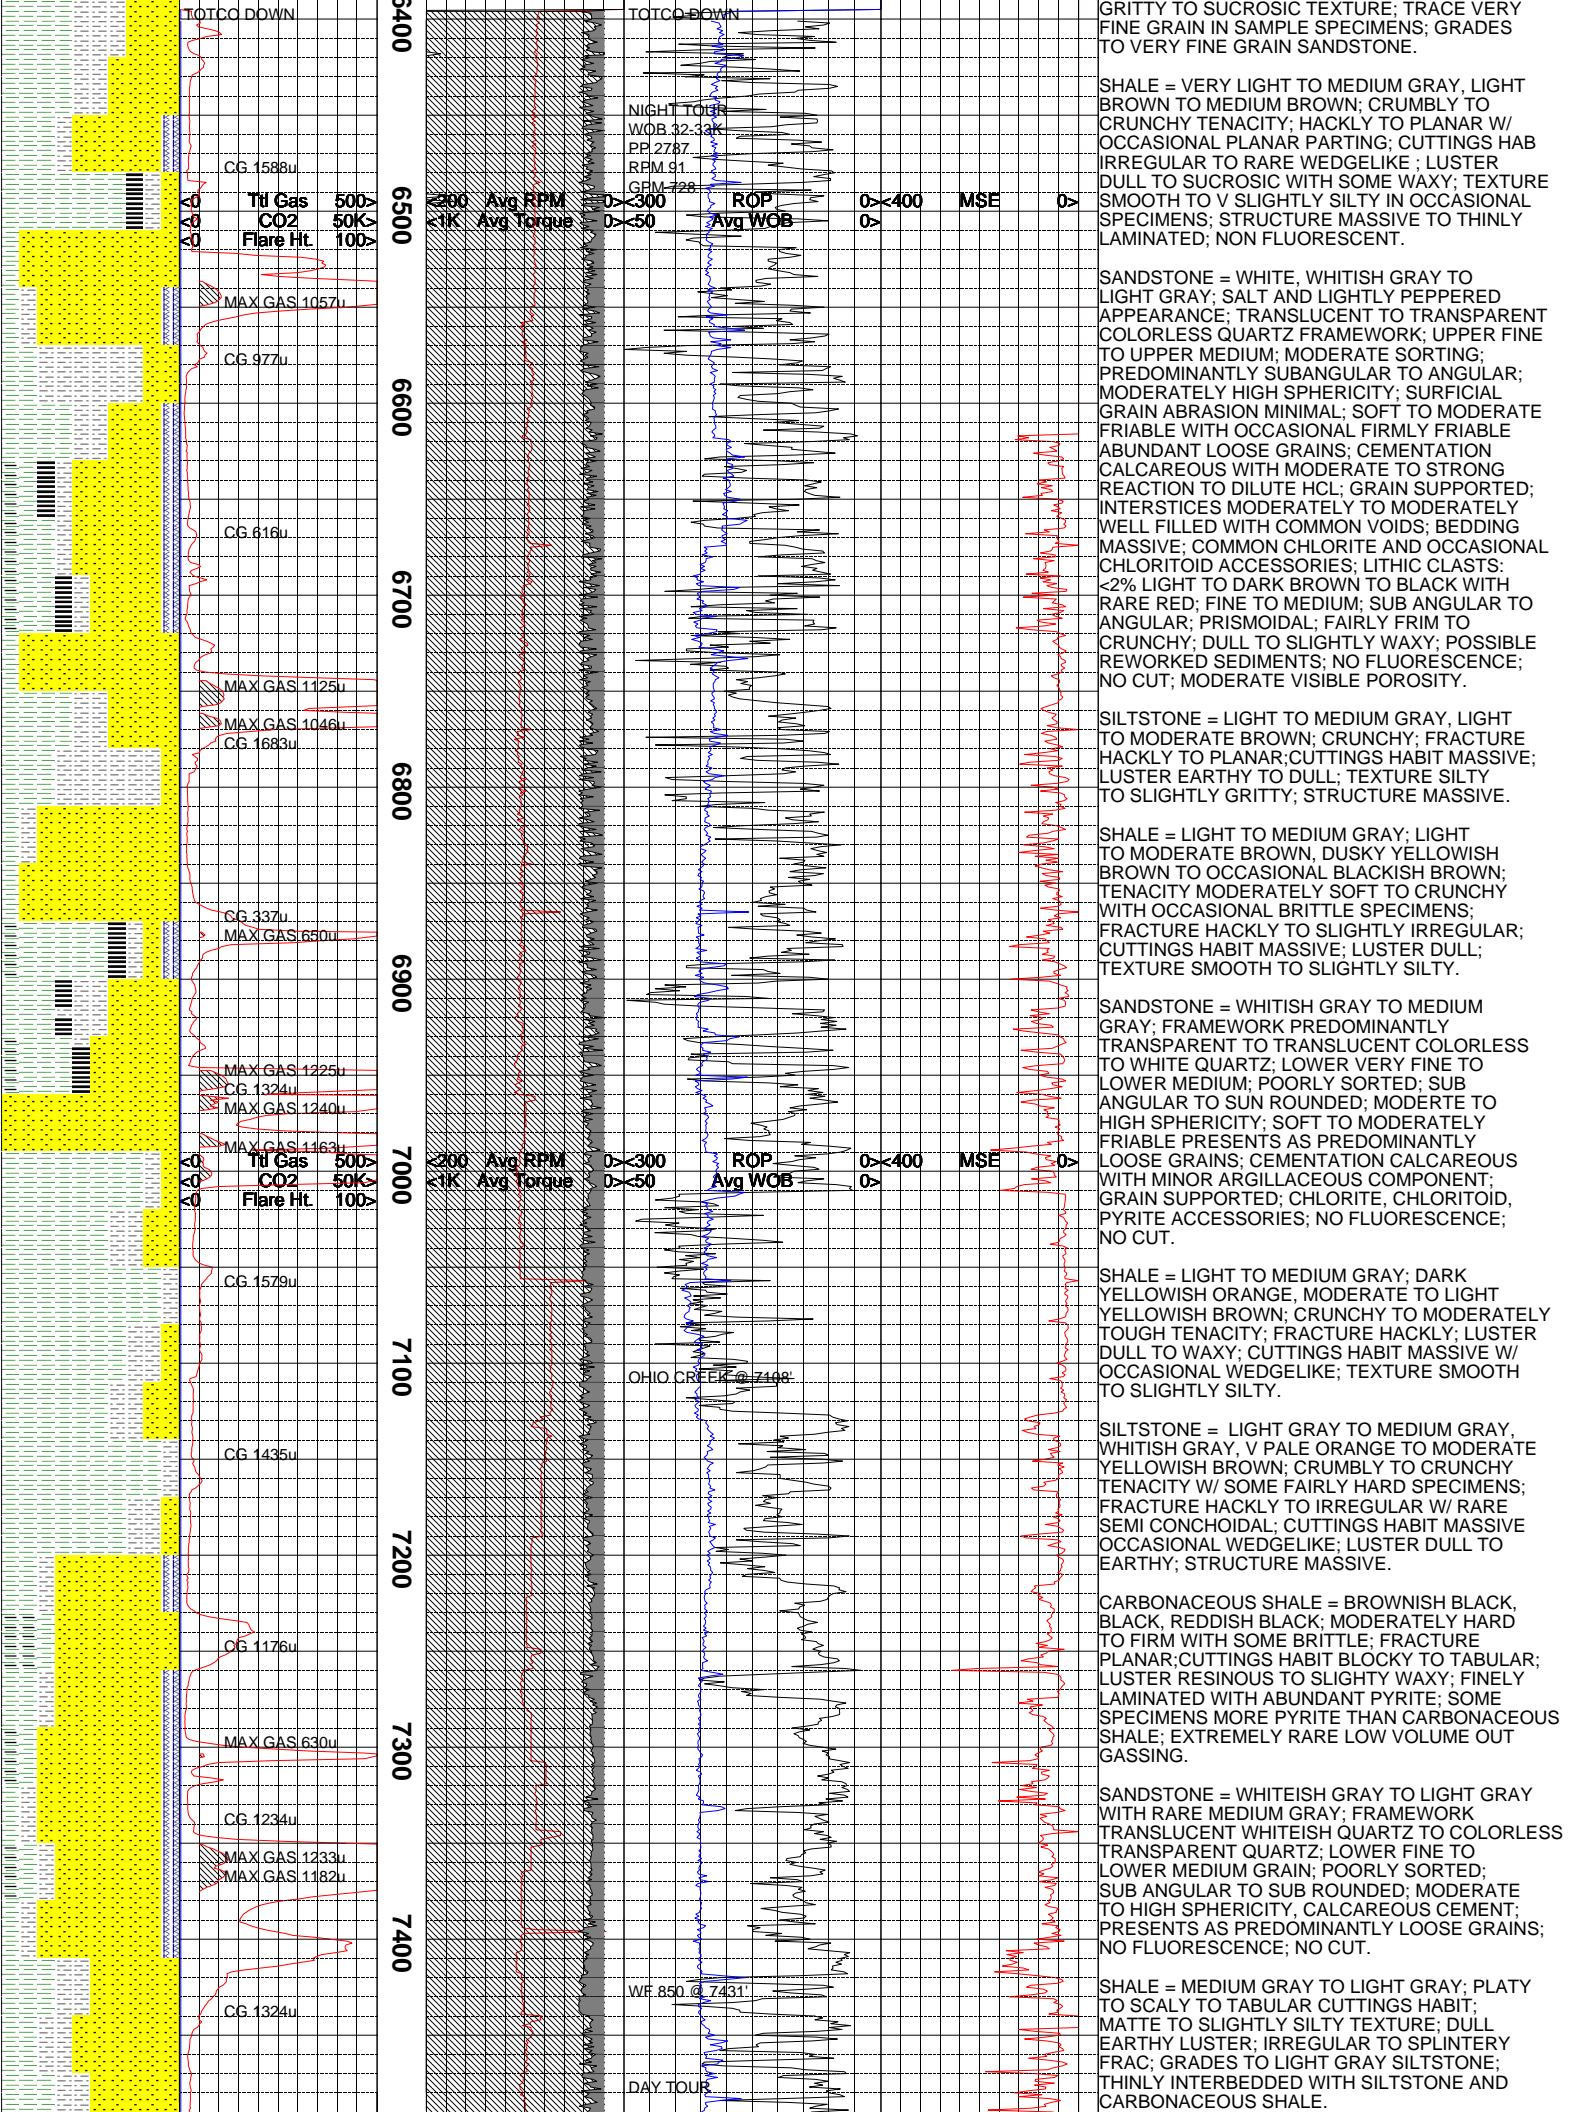 TOTCO DOWN
CG 1588u
<0 Ttl Gas 500>
<0 CO2 50K>
<0 Flare Ht. 100>
MAX GAS 1057u
CG 977u
CG 616u
MAX GAS 1125u
MAX GAS 1046u
CG 1683u
CG 337u
MAX GAS 650u
MAX GAS 1225u
CG 1324u
MAX GAS 1240u
MAX GAS 1163u
<0 Ttl Gas 500>
<0 CO2 50K>
<0 Flare Ht. 100>
CG 1579u
CG 1435u
CG 1176u
MAX GAS 630u
CG 1234u
MAX GAS 1233u
MAX GAS 1182u
CG 1324u
6400
6500
6600
6700
6800
6900
7000
7100
7200
7300
7400
<200 Avg RPM 0>
<1K Avg Torque 0>
<200 Avg RPM 0>
<1K Avg Torque 0>
TOTCO DOWN
NIGHT TOUR
WOB 32-33K
PP 2787
RPM 91
GPM 728
<300 ROP 0>
<50 Avg WOB 0>
<300 ROP 0>
<50 Avg WOB 0>
OHIO CREEK @ 7108'
WF 850 @ 7431'
DAY TOUR
<400 MSE 0>
<400 MSE 0>
GRITTY TO SUCROSIC TEXTURE; TRACE VERY
FINE GRAIN IN SAMPLE SPECIMENS; GRADES
TO VERY FINE GRAIN SANDSTONE.
SHALE = VERY LIGHT TO MEDIUM GRAY, LIGHT
BROWN TO MEDIUM BROWN; CRUMBLY TO
CRUNCHY TENACITY; HACKLY TO PLANAR W/
OCCASIONAL PLANAR PARTING; CUTTINGS HAB
IRREGULAR TO RARE WEDGELIKE ; LUSTER
DULL TO SUCROSIC WITH SOME WAXY; TEXTURE
SMOOTH TO V SLIGHTLY SILTY IN OCCASIONAL
SPECIMENS; STRUCTURE MASSIVE TO THINLY
LAMINATED; NON FLUORESCENT.
SANDSTONE = WHITE, WHITISH GRAY TO
LIGHT GRAY; SALT AND LIGHTLY PEPPERED
APPEARANCE; TRANSLUCENT TO TRANSPARENT
COLORLESS QUARTZ FRAMEWORK; UPPER FINE
TO UPPER MEDIUM; MODERATE SORTING;
PREDOMINANTLY SUBANGULAR TO ANGULAR;
MODERATELY HIGH SPHERICITY; SURFICIAL
GRAIN ABRASION MINIMAL; SOFT TO MODERATE
FRIABLE WITH OCCASIONAL FIRMLY FRIABLE
ABUNDANT LOOSE GRAINS; CEMENTATION
CALCAREOUS WITH MODERATE TO STRONG
REACTION TO DILUTE HCL; GRAIN SUPPORTED;
INTERSTICES MODERATELY TO MODERATELY
WELL FILLED WITH COMMON VOIDS; BEDDING
MASSIVE; COMMON CHLORITE AND OCCASIONAL
CHLORITOID ACCESSORIES; LITHIC CLASTS:
<2% LIGHT TO DARK BROWN TO BLACK WITH
RARE RED; FINE TO MEDIUM; SUB ANGULAR TO
ANGULAR; PRISMOIDAL; FAIRLY FRIM TO
CRUNCHY; DULL TO SLIGHTLY WAXY; POSSIBLE
REWORKED SEDIMENTS; NO FLUORESCENCE;
NO CUT; MODERATE VISIBLE POROSITY.
SILTSTONE = LIGHT TO MEDIUM GRAY, LIGHT
TO MODERATE BROWN; CRUNCHY; FRACTURE
HACKLY TO PLANAR;CUTTINGS HABIT MASSIVE;
LUSTER EARTHY TO DULL; TEXTURE SILTY
TO SLIGHTLY GRITTY; STRUCTURE MASSIVE.
SHALE = LIGHT TO MEDIUM GRAY; LIGHT
TO MODERATE BROWN, DUSKY YELLOWISH
BROWN TO OCCASIONAL BLACKISH BROWN;
TENACITY MODERATELY SOFT TO CRUNCHY
WITH OCCASIONAL BRITTLE SPECIMENS;
FRACTURE HACKLY TO SLIGHTLY IRREGULAR;
CUTTINGS HABIT MASSIVE; LUSTER DULL;
TEXTURE SMOOTH TO SLIGHTLY SILTY.
SANDSTONE = WHITISH GRAY TO MEDIUM
GRAY; FRAMEWORK PREDOMINANTLY
TRANSPARENT TO TRANSLUCENT COLORLESS
TO WHITE QUARTZ; LOWER VERY FINE TO
LOWER MEDIUM; POORLY SORTED; SUB
ANGULAR TO SUN ROUNDED; MODERTE TO
HIGH SPHERICITY; SOFT TO MODERATELY
FRIABLE PRESENTS AS PREDOMINANTLY
LOOSE GRAINS; CEMENTATION CALCAREOUS
WITH MINOR ARGILLACEOUS COMPONENT;
GRAIN SUPPORTED; CHLORITE, CHLORITOID,
PYRITE ACCESSORIES; NO FLUORESCENCE;
NO CUT.
SHALE = LIGHT TO MEDIUM GRAY; DARK
YELLOWISH ORANGE, MODERATE TO LIGHT
YELLOWISH BROWN; CRUNCHY TO MODERATELY
TOUGH TENACITY; FRACTURE HACKLY; LUSTER
DULL TO WAXY; CUTTINGS HABIT MASSIVE W/
OCCASIONAL WEDGELIKE; TEXTURE SMOOTH
TO SLIGHTLY SILTY.
SILTSTONE = LIGHT GRAY TO MEDIUM GRAY,
WHITISH GRAY, V PALE ORANGE TO MODERATE
YELLOWISH BROWN; CRUMBLY TO CRUNCHY
TENACITY W/ SOME FAIRLY HARD SPECIMENS;
FRACTURE HACKLY TO IRREGULAR W/ RARE
SEMI CONCHOIDAL; CUTTINGS HABIT MASSIVE
OCCASIONAL WEDGELIKE; LUSTER DULL TO
EARTHY; STRUCTURE MASSIVE.
CARBONACEOUS SHALE = BROWNISH BLACK,
BLACK, REDDISH BLACK; MODERATELY HARD
TO FIRM WITH SOME BRITTLE; FRACTURE
PLANAR;CUTTINGS HABIT BLOCKY TO TABULAR;
LUSTER RESINOUS TO SLIGHTY WAXY; FINELY
LAMINATED WITH ABUNDANT PYRITE; SOME
SPECIMENS MORE PYRITE THAN CARBONACEOUS
SHALE; EXTREMELY RARE LOW VOLUME OUT
GASSING.
SANDSTONE = WHITEISH GRAY TO LIGHT GRAY
WITH RARE MEDIUM GRAY; FRAMEWORK
TRANSLUCENT WHITEISH QUARTZ TO COLORLESS
TRANSPARENT QUARTZ; LOWER FINE TO
LOWER MEDIUM GRAIN; POORLY SORTED;
SUB ANGULAR TO SUB ROUNDED; MODERATE
TO HIGH SPHERICITY, CALCAREOUS CEMENT;
PRESENTS AS PREDOMINANTLY LOOSE GRAINS;
NO FLUORESCENCE; NO CUT.
SHALE = MEDIUM GRAY TO LIGHT GRAY; PLATY
TO SCALY TO TABULAR CUTTINGS HABIT;
MATTE TO SLIGHTLY SILTY TEXTURE; DULL
EARTHY LUSTER; IRREGULAR TO SPLINTERY
FRAC; GRADES TO LIGHT GRAY SILTSTONE;
THINLY INTERBEDDED WITH SILTSTONE AND
CARBONACEOUS SHALE.